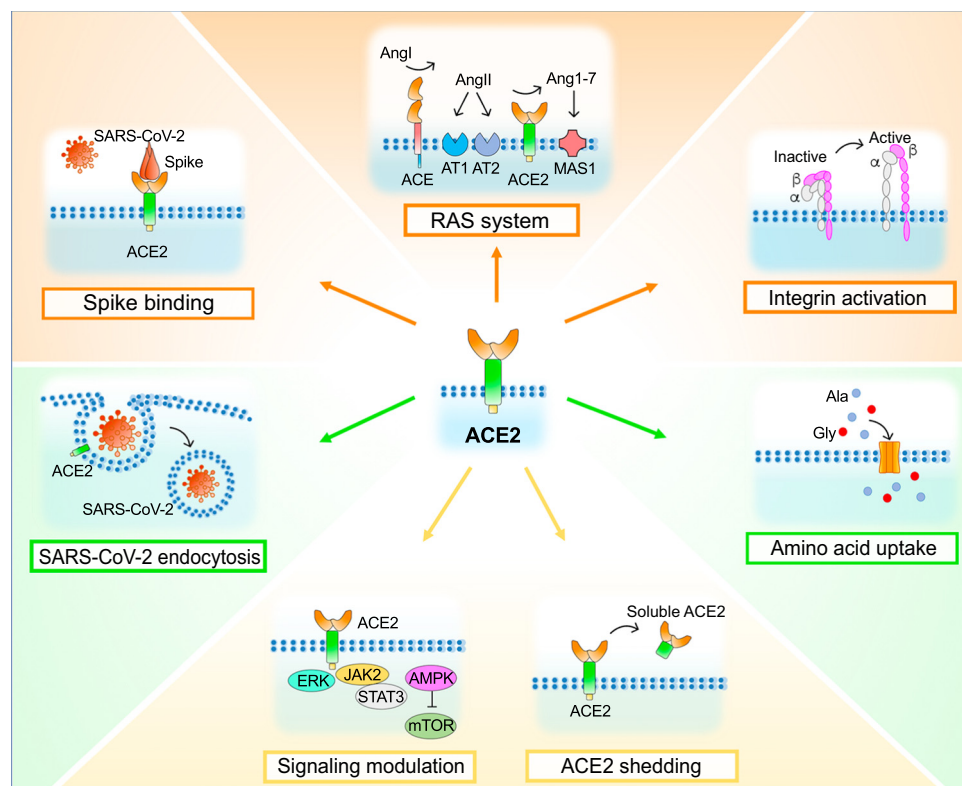 AngI
AngII
Ang1-7
ACE
AT1
AT2
ACE2
MAS1
RAS system
SARS-CoV-2
Spike
ACE2
Spike binding
Inactive
Active
β
α
α
β
Integrin activation
ACE2
ACE2
SARS-CoV-2
SARS-CoV-2 endocytosis
Ala
Gly
Amino acid uptake
ACE2
ERK
JAK2
STAT3
AMPK
mTOR
Signaling modulation
Soluble ACE2
ACE2
ACE2 shedding